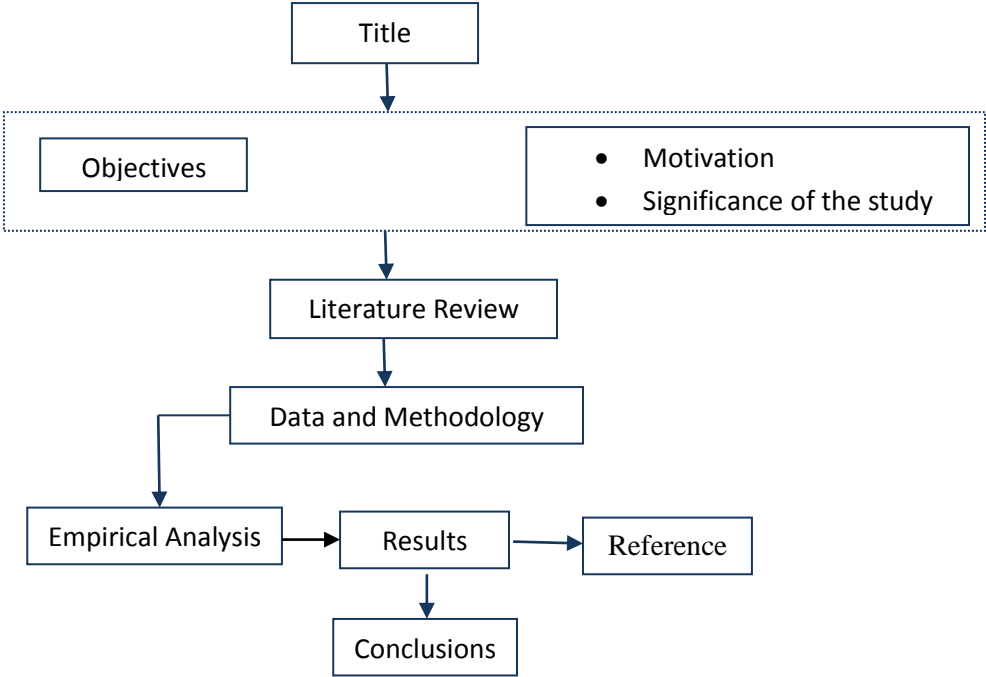 Title
Objectives
• Motivation
• Significance of the study
Literature Review
Data and Methodology
Empirical Analysis
Results
Reference
Conclusions